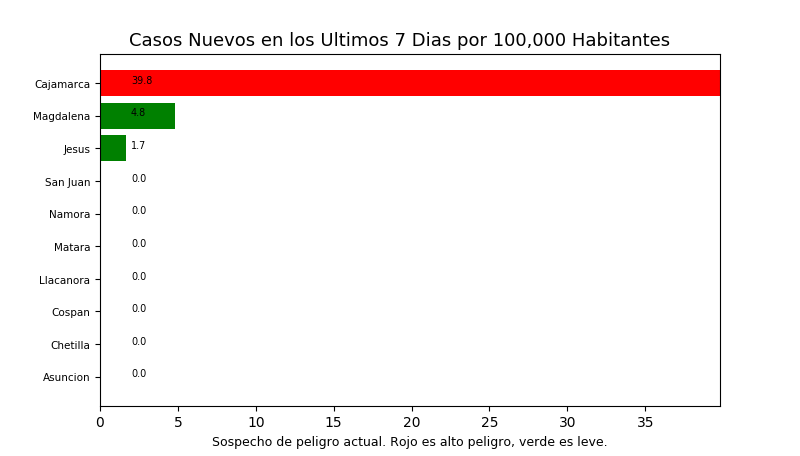 Casos Nuevos en los Ultimos 7 Dias por 100,000 Habitantes
Cajamarca 39.8
Magdalena 4.8
Jesus 1.7
San Juan 0.0
Namora 0.0
Matara 0.0
Llacanora 0.0
Cospan 0.0
Chetilla 0.0
Asuncion 0.0
0 5 10 15 20 25 30 35
Sospecho de peligro actual. Rojo es alto peligro, verde es leve.